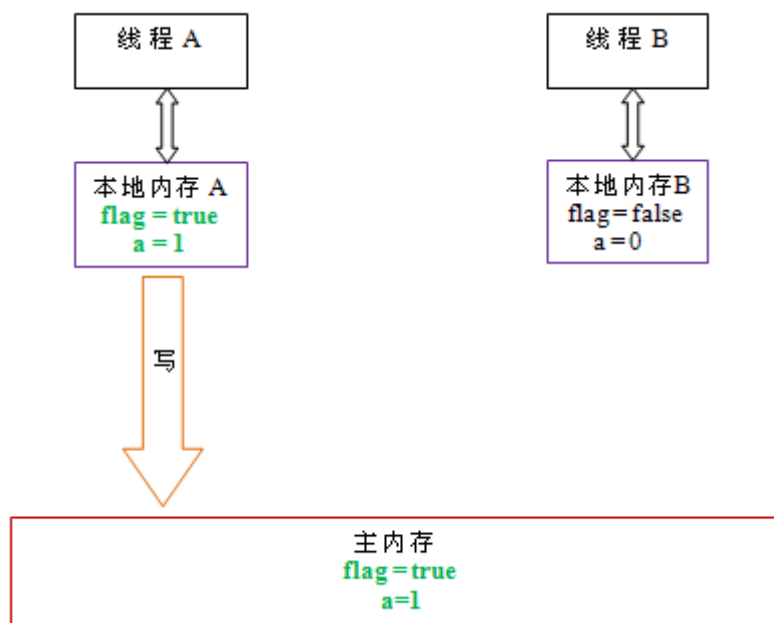 线程 A
线程 B
本地内存 A
flag = true
a = 1
本地内存B
flag=false
a=0
写
主内存
flag=true
a=1